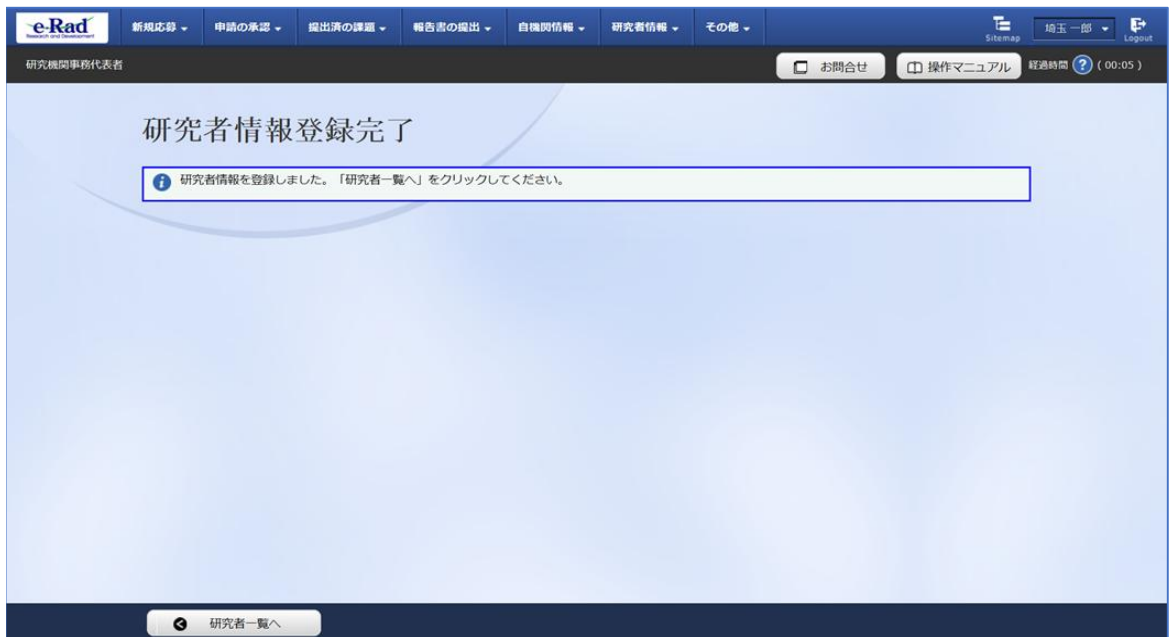 e-Rad
Research and Development
新規応募
申請の承認
提出済の課題
報告書の提出
自機関情報
研究者情報
その他
Sitemap
埼玉 一郎
Logout
研究機関事務代表者
お問合せ
操作マニュアル
経過時間 ? ( 00:05 )
研究者情報登録完了
研究者情報を登録しました。「研究者一覧へ」をクリックしてください。
研究者一覧へ